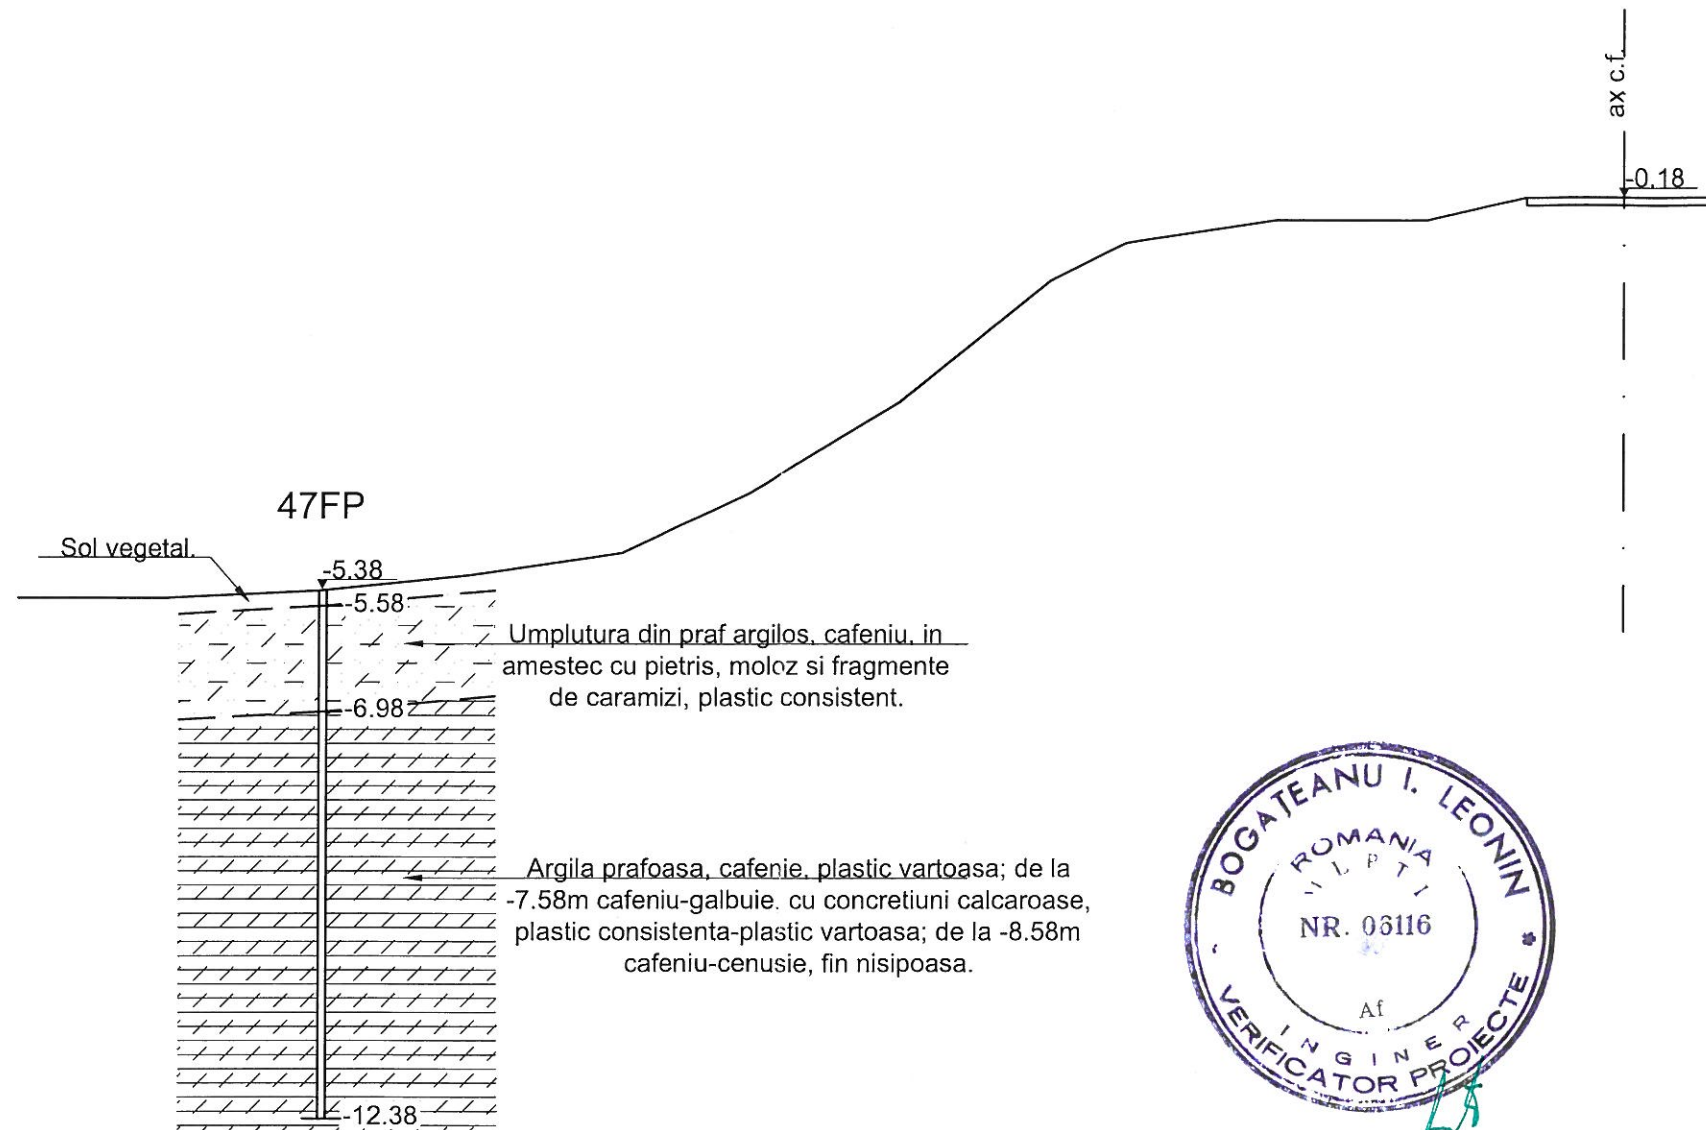 ax c.f.
-0.18
47FP
Sol vegetal.
-5.38
-5.58
Umplutura din praf argilos, cafeniu, in
amestec cu pietris, moloz si fragmente
de caramizi, plastic consistent.
-6.98
Argila prafoasa, cafenie, plastic vartoasa; de la
-7.58m cafeniu-galbuie. cu concretiuni calcaroase,
plastic consistenta-plastic vartoasa; de la -8.58m
cafeniu-cenusie, fin nisipoasa.
-12.38
BOGAȚEANU I. LEONIN
ROMANIA
MLPTL
NR. 06116
Af
INGINER
VERIFICATOR PROIECTE